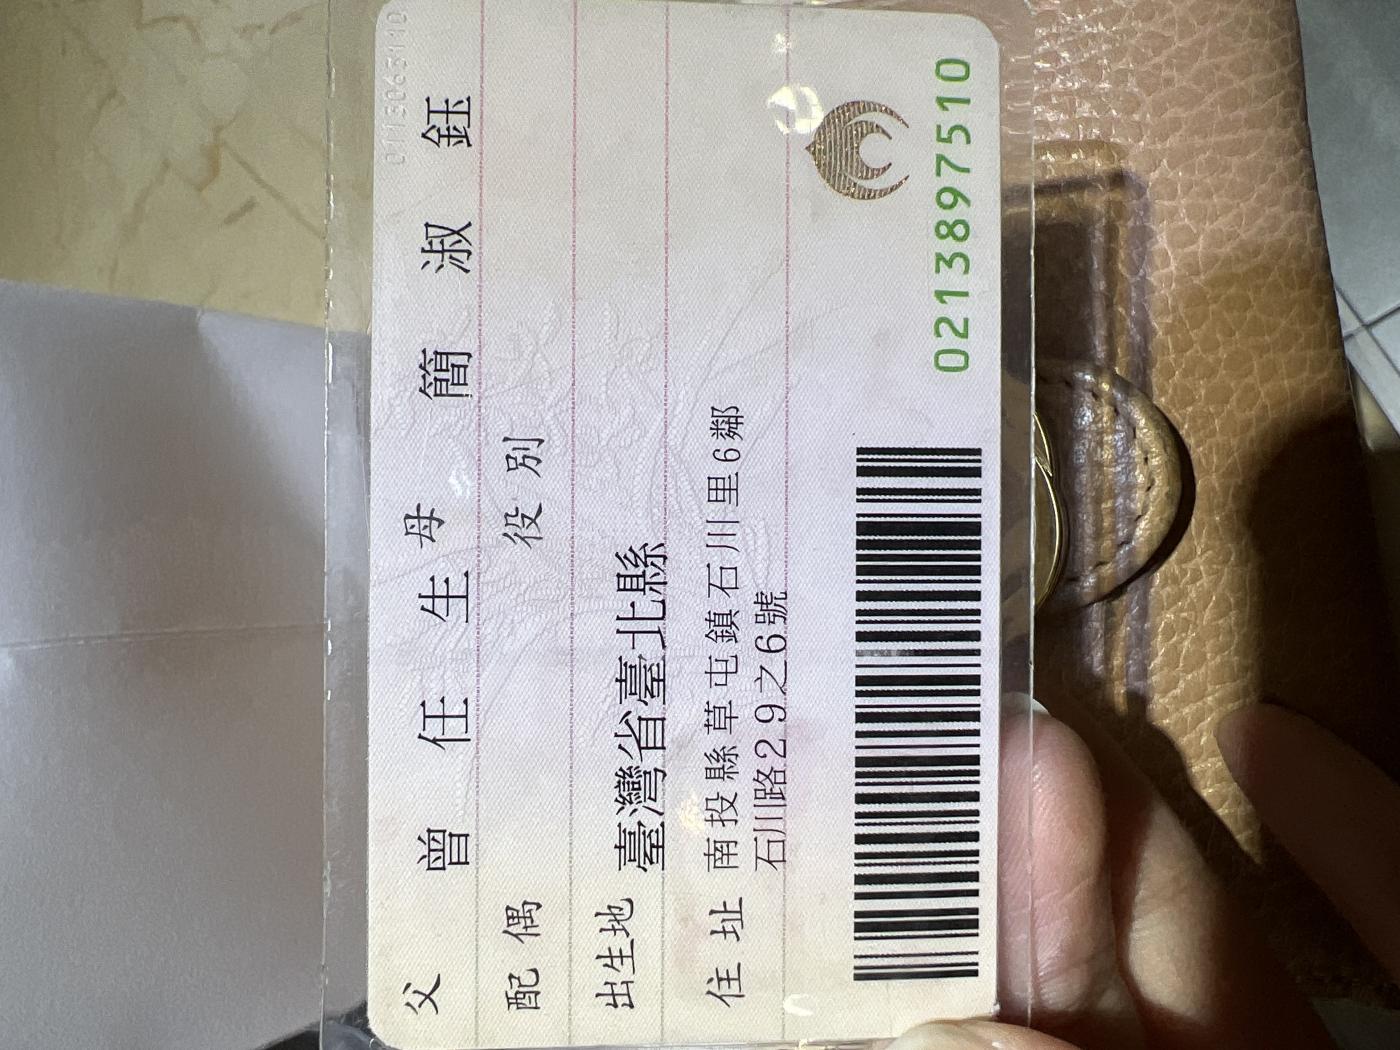 父 曾任生 母 簡淑鈺
配偶 役別
出生地 臺灣省臺北縣
住址 南投縣草屯鎮石川里6鄰
石川路29之6號
0213897510